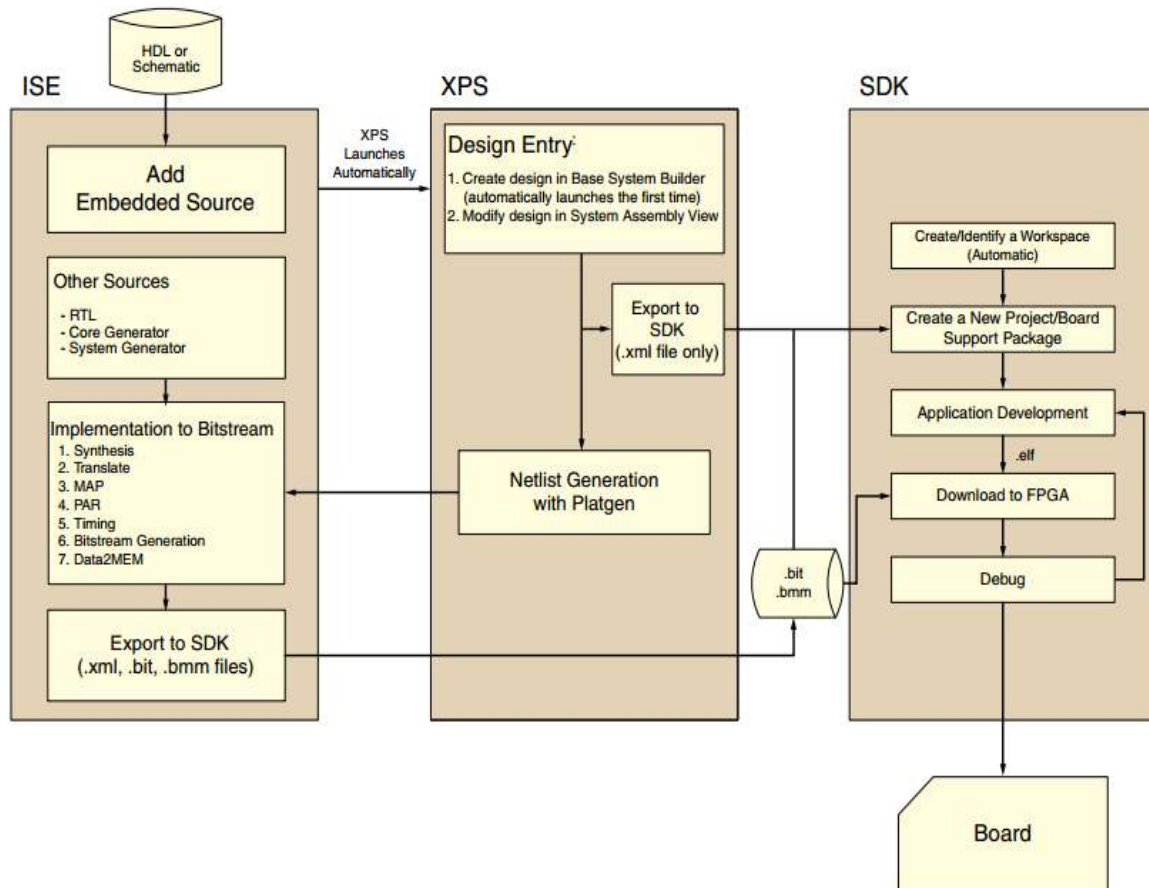 HDL or
Schematic
ISE
Add
Embedded Source
Other Sources
- RTL
- Core Generator
- System Generator
Implementation to Bitstream
1. Synthesis
2. Translate
3. MAP
4. PAR
5. Timing
6. Bitstream Generation
7. Data2MEM
Export to SDK
(.xml, .bit, .bmm files)
XPS
Launches
Automatically
XPS
Design Entry:
1. Create design in Base System Builder
(automatically launches the first time)
2. Modify design in System Assembly View
Export to
SDK
(.xml file only)
Netlist Generation
with Platgen
.bit
.bmm
SDK
Create/Identify a Workspace
(Automatic)
Create a New Project/Board
Support Package
Application Development
.elf
Download to FPGA
Debug
Board